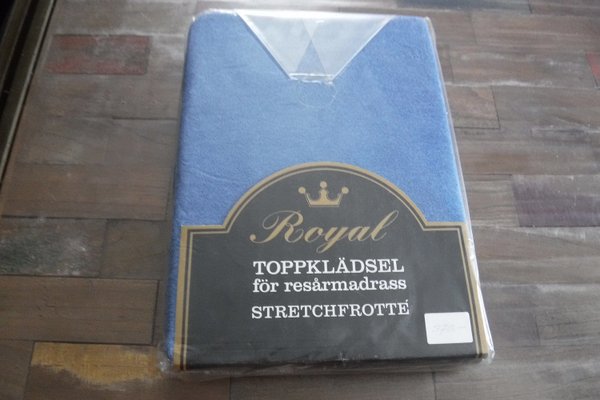 Royal
TOPPKLÄDSEL
för resårmadrass
STRETCHFROTTÉ